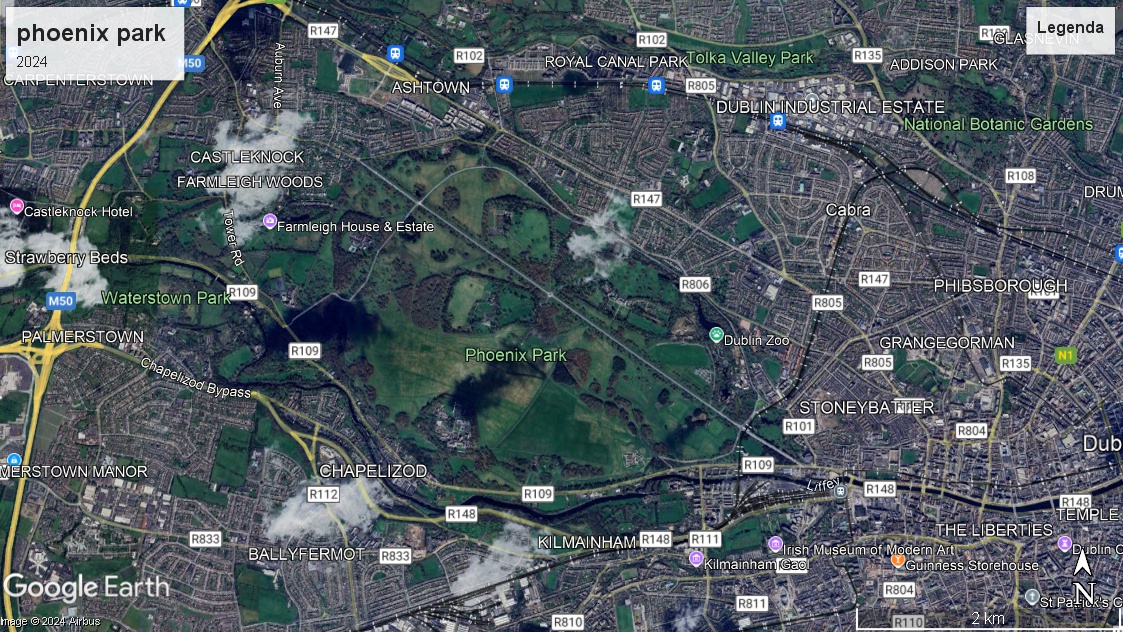 phoenix park
2024
Legenda
R147
R102
R102
R135
GLASNEVIN
M50
CARPENTERSTOWN
Auburn Ave
ASHTOWN
ROYAL CANAL PARK
Tolka Valley Park
ADDISON PARK
R805
DUBLIN INDUSTRIAL ESTATE
National Botanic Gardens
CASTLEKNOCK
FARMLEIGH WOODS
R108
R147
DRUM
Castleknock Hotel
Farmleigh House & Estate
Tower Rd
Cabra
Strawberry Beds
R109
Waterstown Park
M50
R806
R147
R805
PHIBSBOROUGH
PALMERSTOWN
R109
Phoenix Park
Dublin Zoo
GRANGEGORMAN
N1
R805
R135
Chapelizod Bypass
STONEYBATTER
R101
R804
Dub
MERSTOWN MANOR
CHAPELIZOD
R109
R112
R109
Liffey
R148
R148
R148
TEMPLE
R833
BALLYFERMOT
R833
KILMAINHAM
R148
R111
THE LIBERTIES
Irish Museum of Modern Art
Dublin C
Kilmainham Gaol
Guinness Storehouse
Google Earth
R804
N
R811
St Patrick's C
Image © 2024 Airbus
R810
R110
2 km